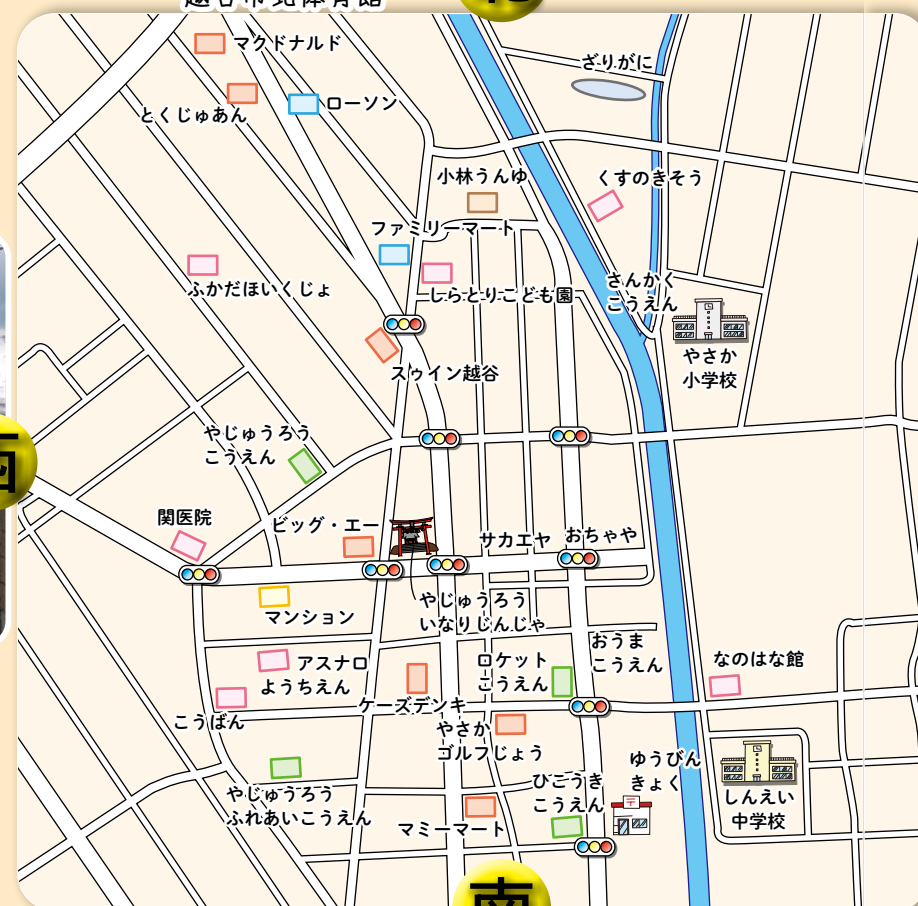 越谷市北体育館
マクドナルド
ざりがに
とくじゅあん
ローソン
小林うんゆ
くすのきそう
ファミリーマート
ふかだほいくじょ
しらとりこども園
さんかく
こうえん
スゥイン越谷
やさか
小学校
やじゅうろう
こうえん
西
関医院
ビッグ・エー
サカエヤ
おちゃや
マンション
やじゅうろう
いなりじんじゃ
アスナロ
ようちえん
ロケット
こうえん
おうま
こうえん
なのはな館
こうばん
ケーズデンキ
やさか
ゴルフじょう
ゆうびん
きょく
やじゅうろう
ふれあいこうえん
ひこうき
こうえん
しんえい
中学校
マミーマート
〒
南